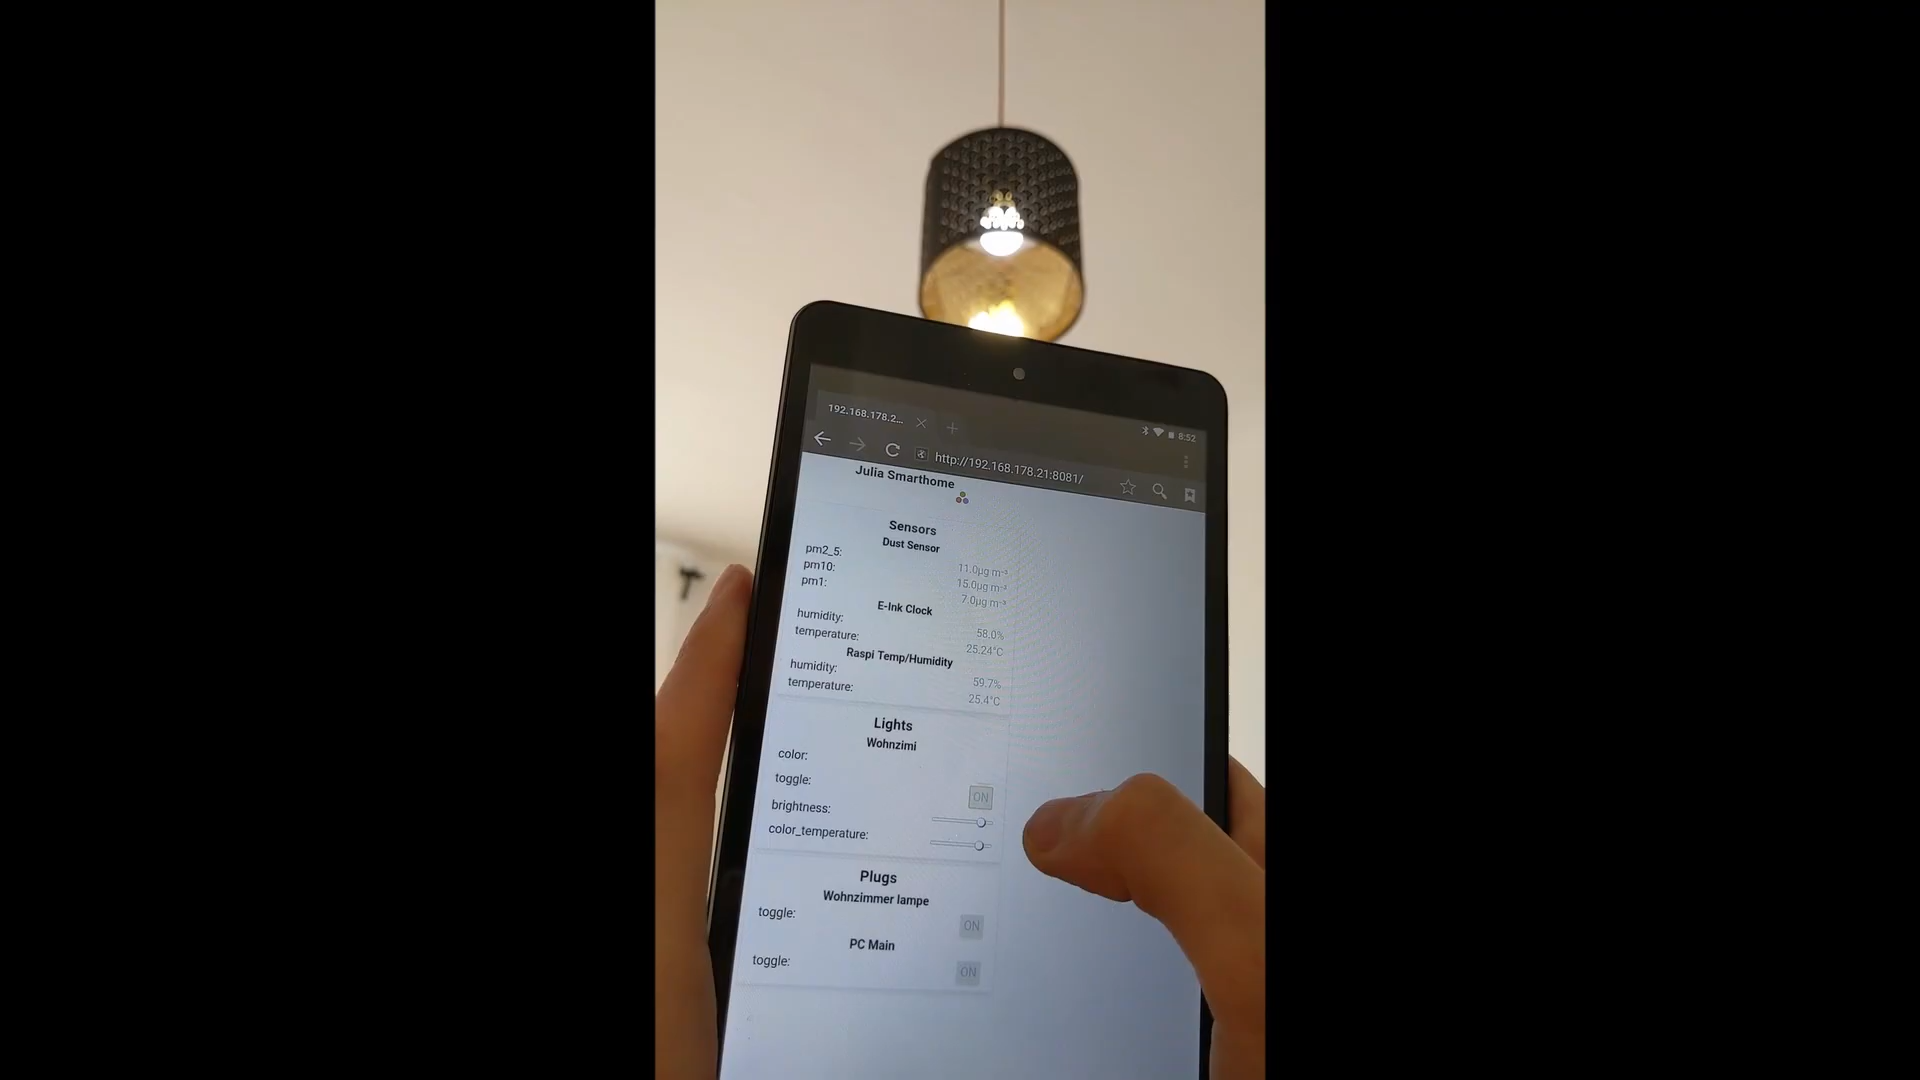 192.168.178.2...
8:52
http://192.168.178.21:8081/
Julia Smarthome
Sensors
Dust Sensor
pm2_5: 11.0µg m⁻³
pm10: 15.0µg m⁻³
pm1: 7.0µg m⁻³
E-Ink Clock
humidity: 58.0%
temperature: 25.24°C
Raspi Temp/Humidity
humidity: 59.7%
temperature: 25.4°C
Lights
Wohnzimi
color:
toggle: ON
brightness:
color_temperature:
Plugs
Wohnzimmer lampe
toggle: ON
PC Main
toggle: ON